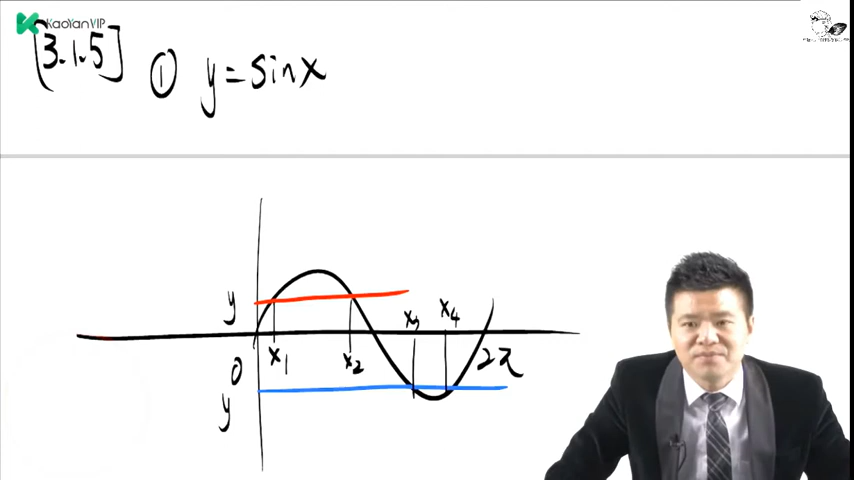 KaoYanVIP
[3.1.5] ① y=sinx
y
x₃ x₄
0 x₁ x₂ 2π
y